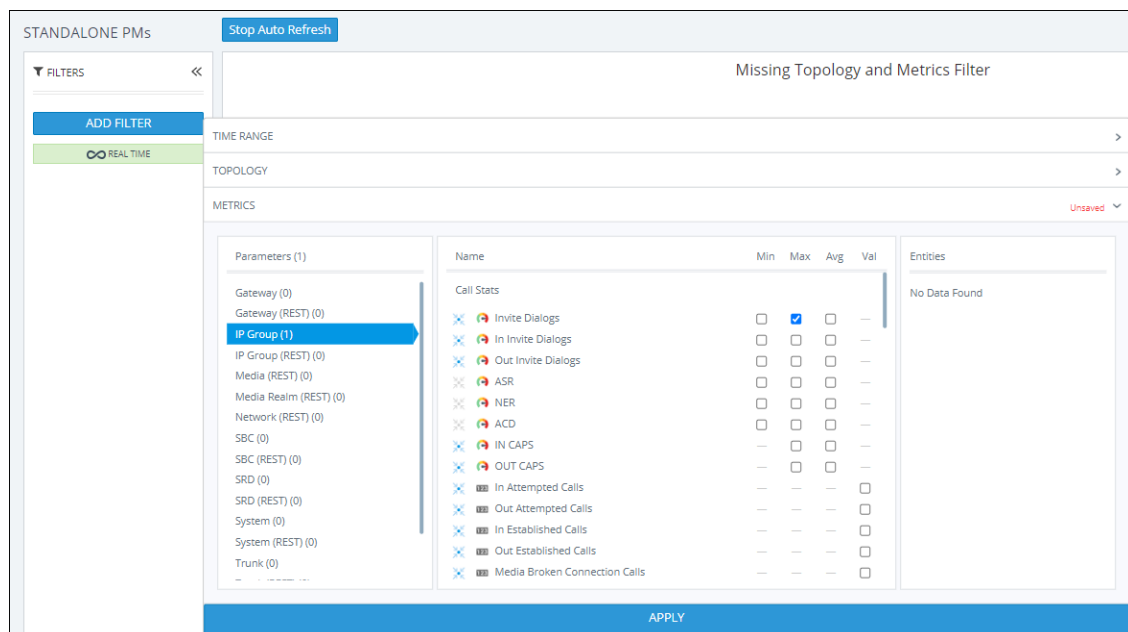 STANDALONE PMs
Stop Auto Refresh
FILTERS
Missing Topology and Metrics Filter
ADD FILTER
REAL TIME
TIME RANGE
TOPOLOGY
METRICS Unsaved
Parameters (1)
Gateway (0)
Gateway (REST) (0)
IP Group (1)
IP Group (REST) (0)
Media (REST) (0)
Media Realm (REST) (0)
Network (REST) (0)
SBC (0)
SBC (REST) (0)
SRD (0)
SRD (REST) (0)
System (0)
System (REST) (0)
Trunk (0)
Name Min Max Avg Val
Call Stats
Invite Dialogs
In Invite Dialogs
Out Invite Dialogs
ASR
NER
ACD
IN CAPS
OUT CAPS
In Attempted Calls
Out Attempted Calls
In Established Calls
Out Established Calls
Media Broken Connection Calls
Entities
No Data Found
APPLY